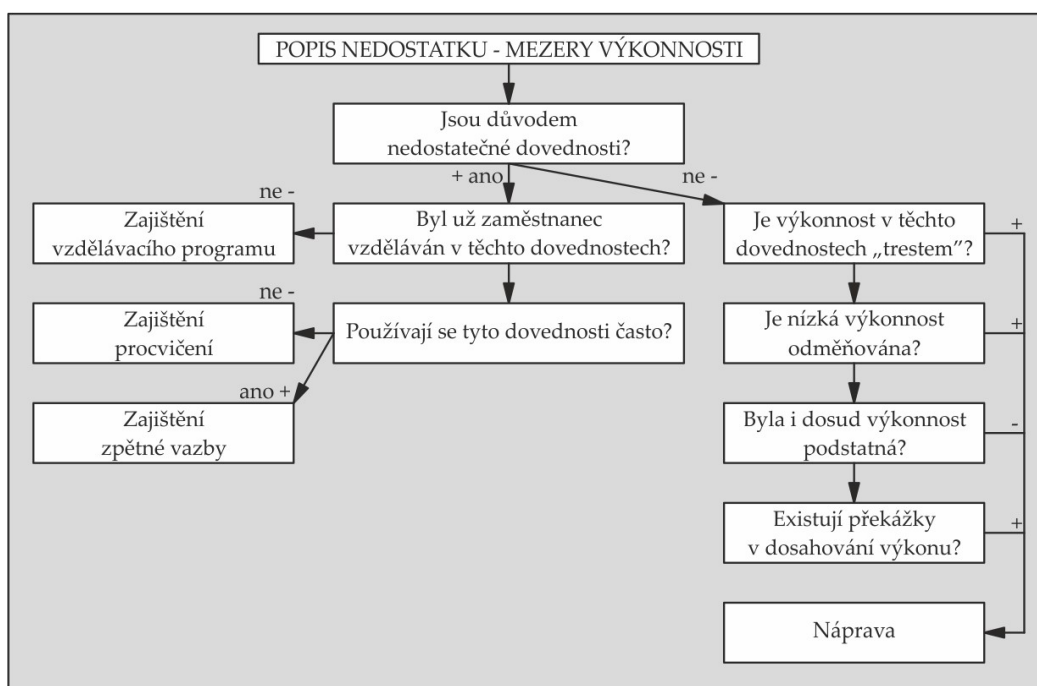 POPIS NEDOSTATKU - MEZERY VÝKONNOSTI
Jsou důvodem
nedostatečné dovednosti?
+ ano
ne -
ne -
Zajištění
vzdělávacího programu
Byl už zaměstnanec
vzděláván v těchto dovednostech?
Je výkonnost v těchto
dovednostech „trestem”?
+
ne -
Zajištění
procvičení
Používají se tyto dovednosti často?
Je nízká výkonnost
odměňována?
+
ano +
Zajištění
zpětné vazby
Byla i dosud výkonnost
podstatná?
-
Existují překážky
v dosahování výkonu?
+
Náprava